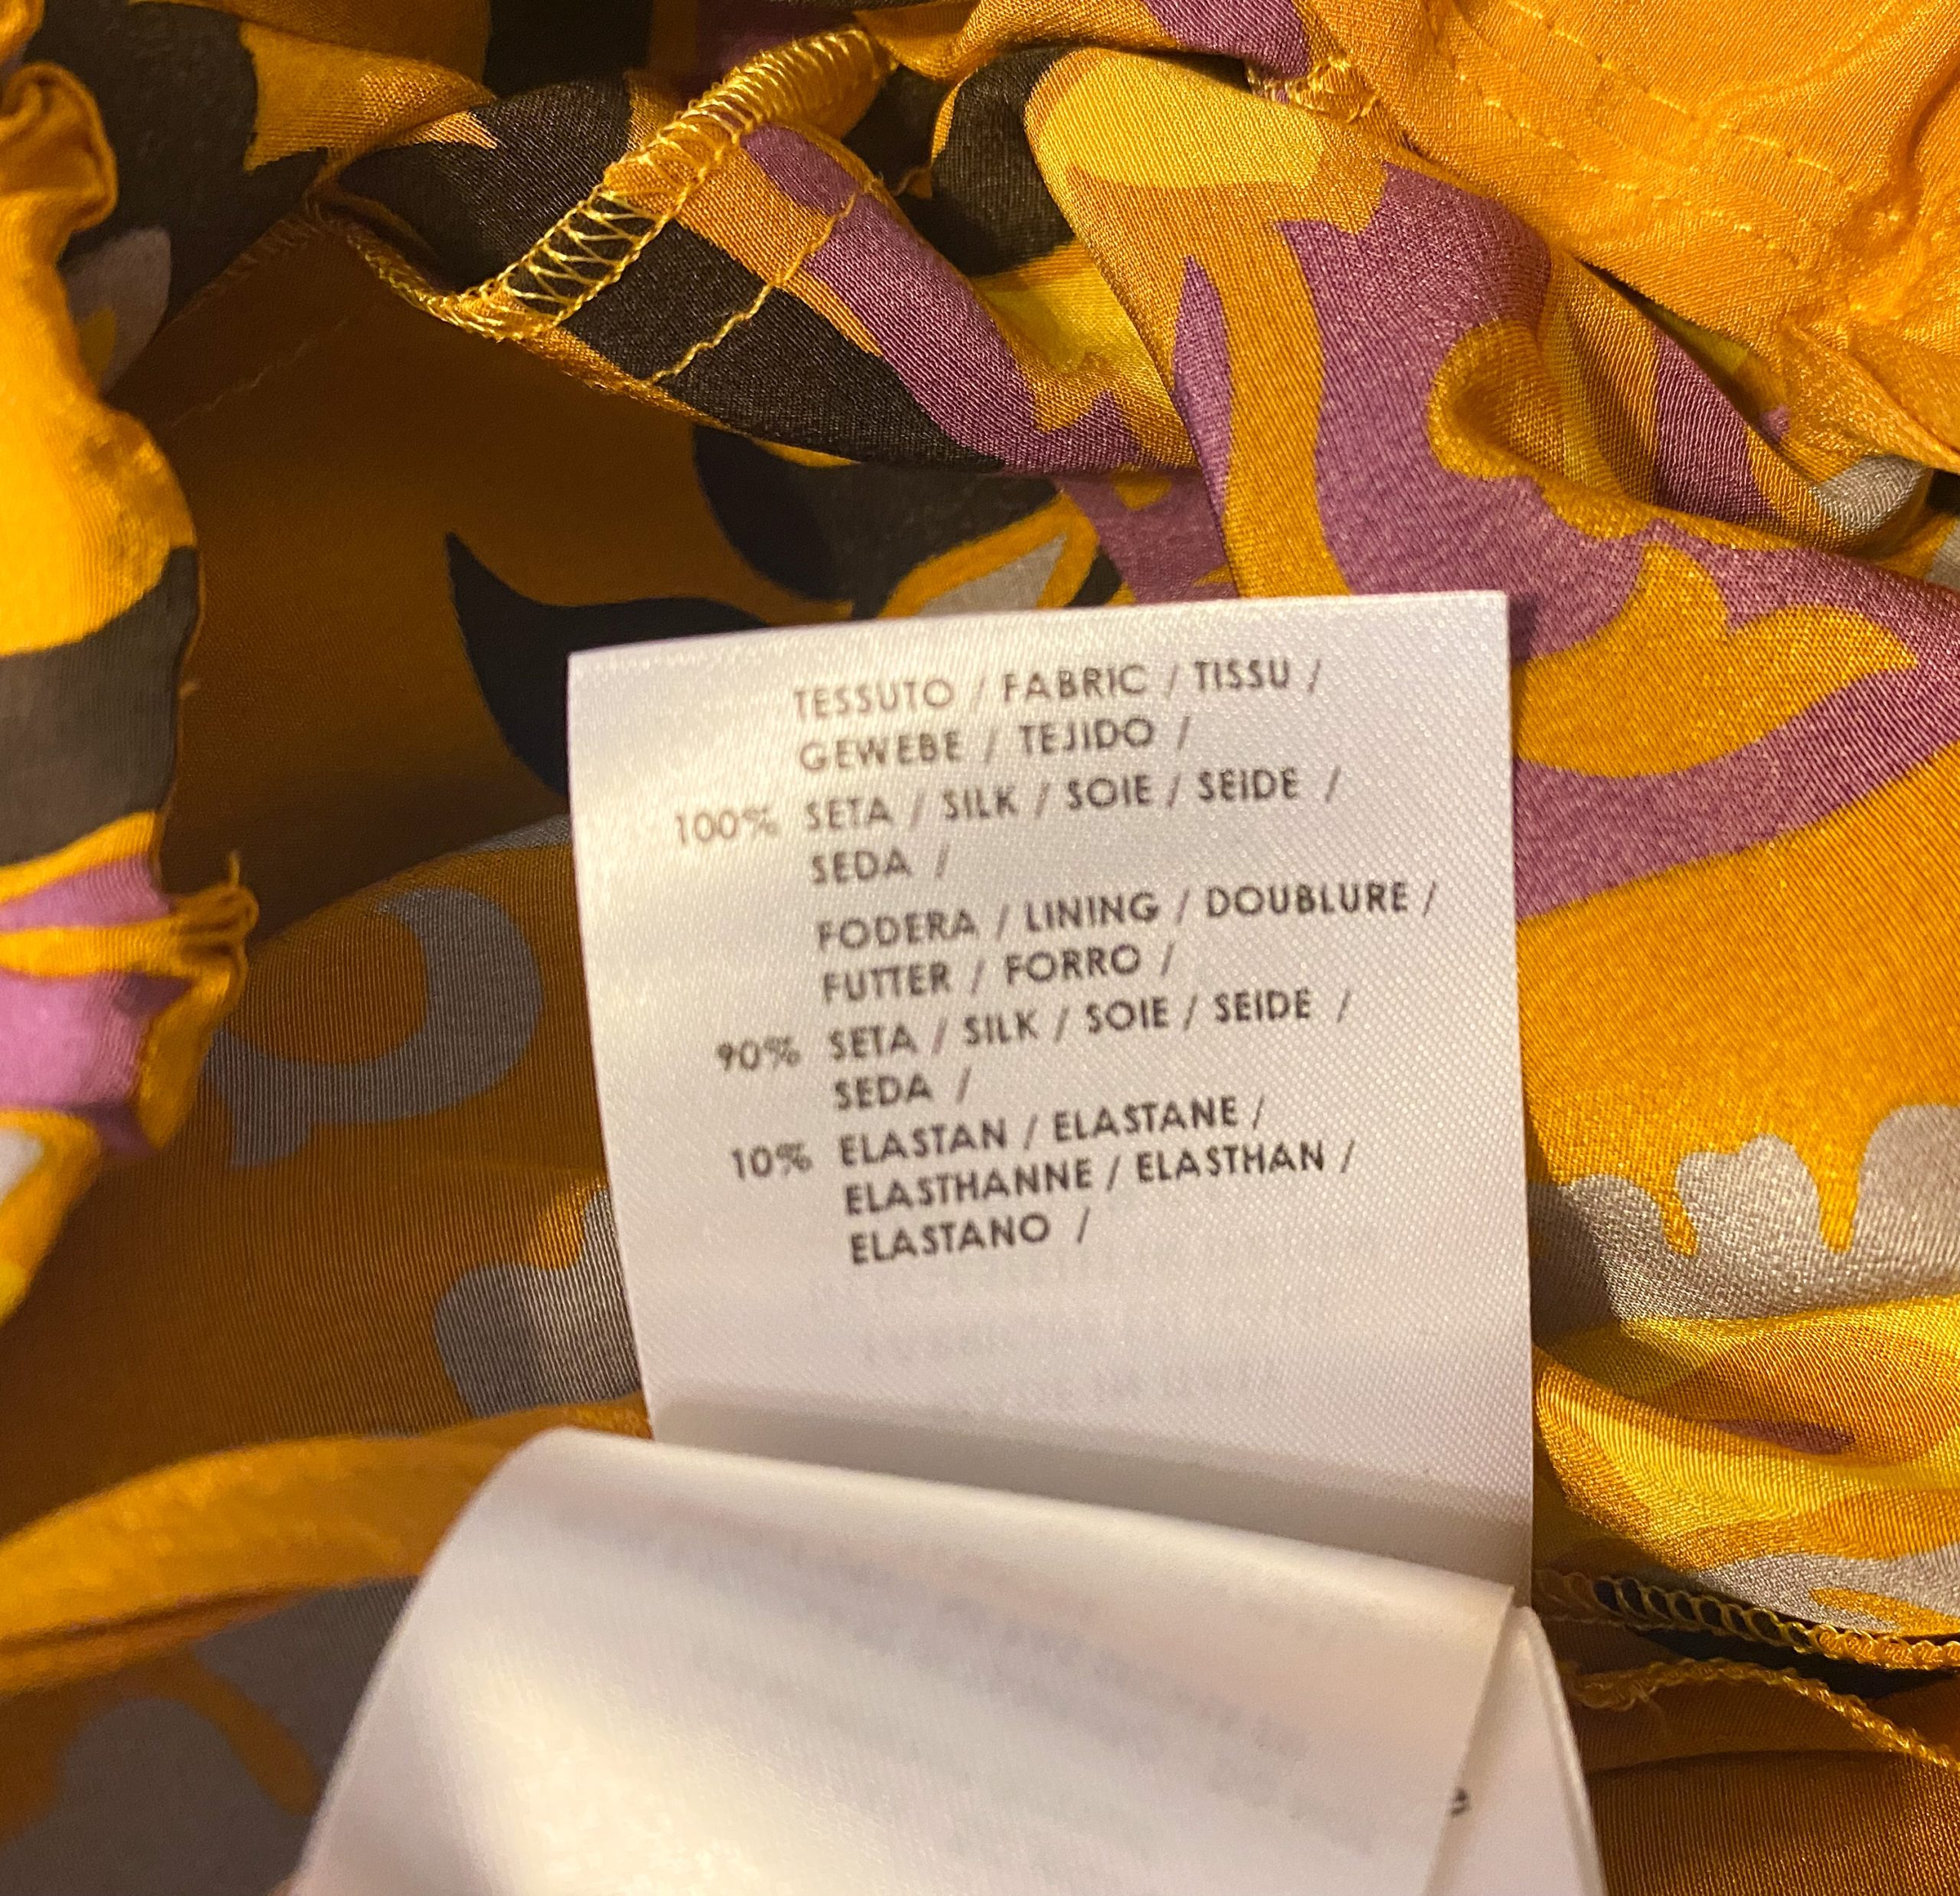 TESSUTO / FABRIC / TISSU /
GEWEBE / TEJIDO /
100% SETA / SILK / SOIE / SEIDE /
SEDA /
FODERA / LINING / DOUBLURE /
FUTTER / FORRO /
90% SETA / SILK / SOIE / SEIDE /
SEDA /
10% ELASTAN / ELASTANE /
ELASTHANNE / ELASTHAN /
ELASTANO /